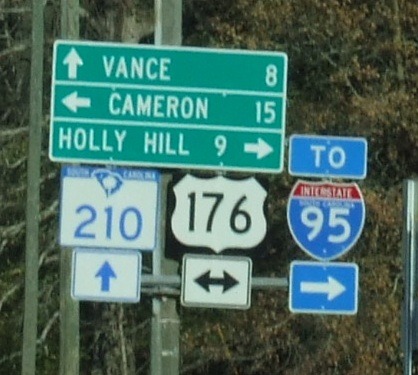 VANCE 8
CAMERON 15
HOLLY HILL 9
TO
SOUTH CAROLINA
210
176
INTERSTATE
SOUTH CAROLINA
95